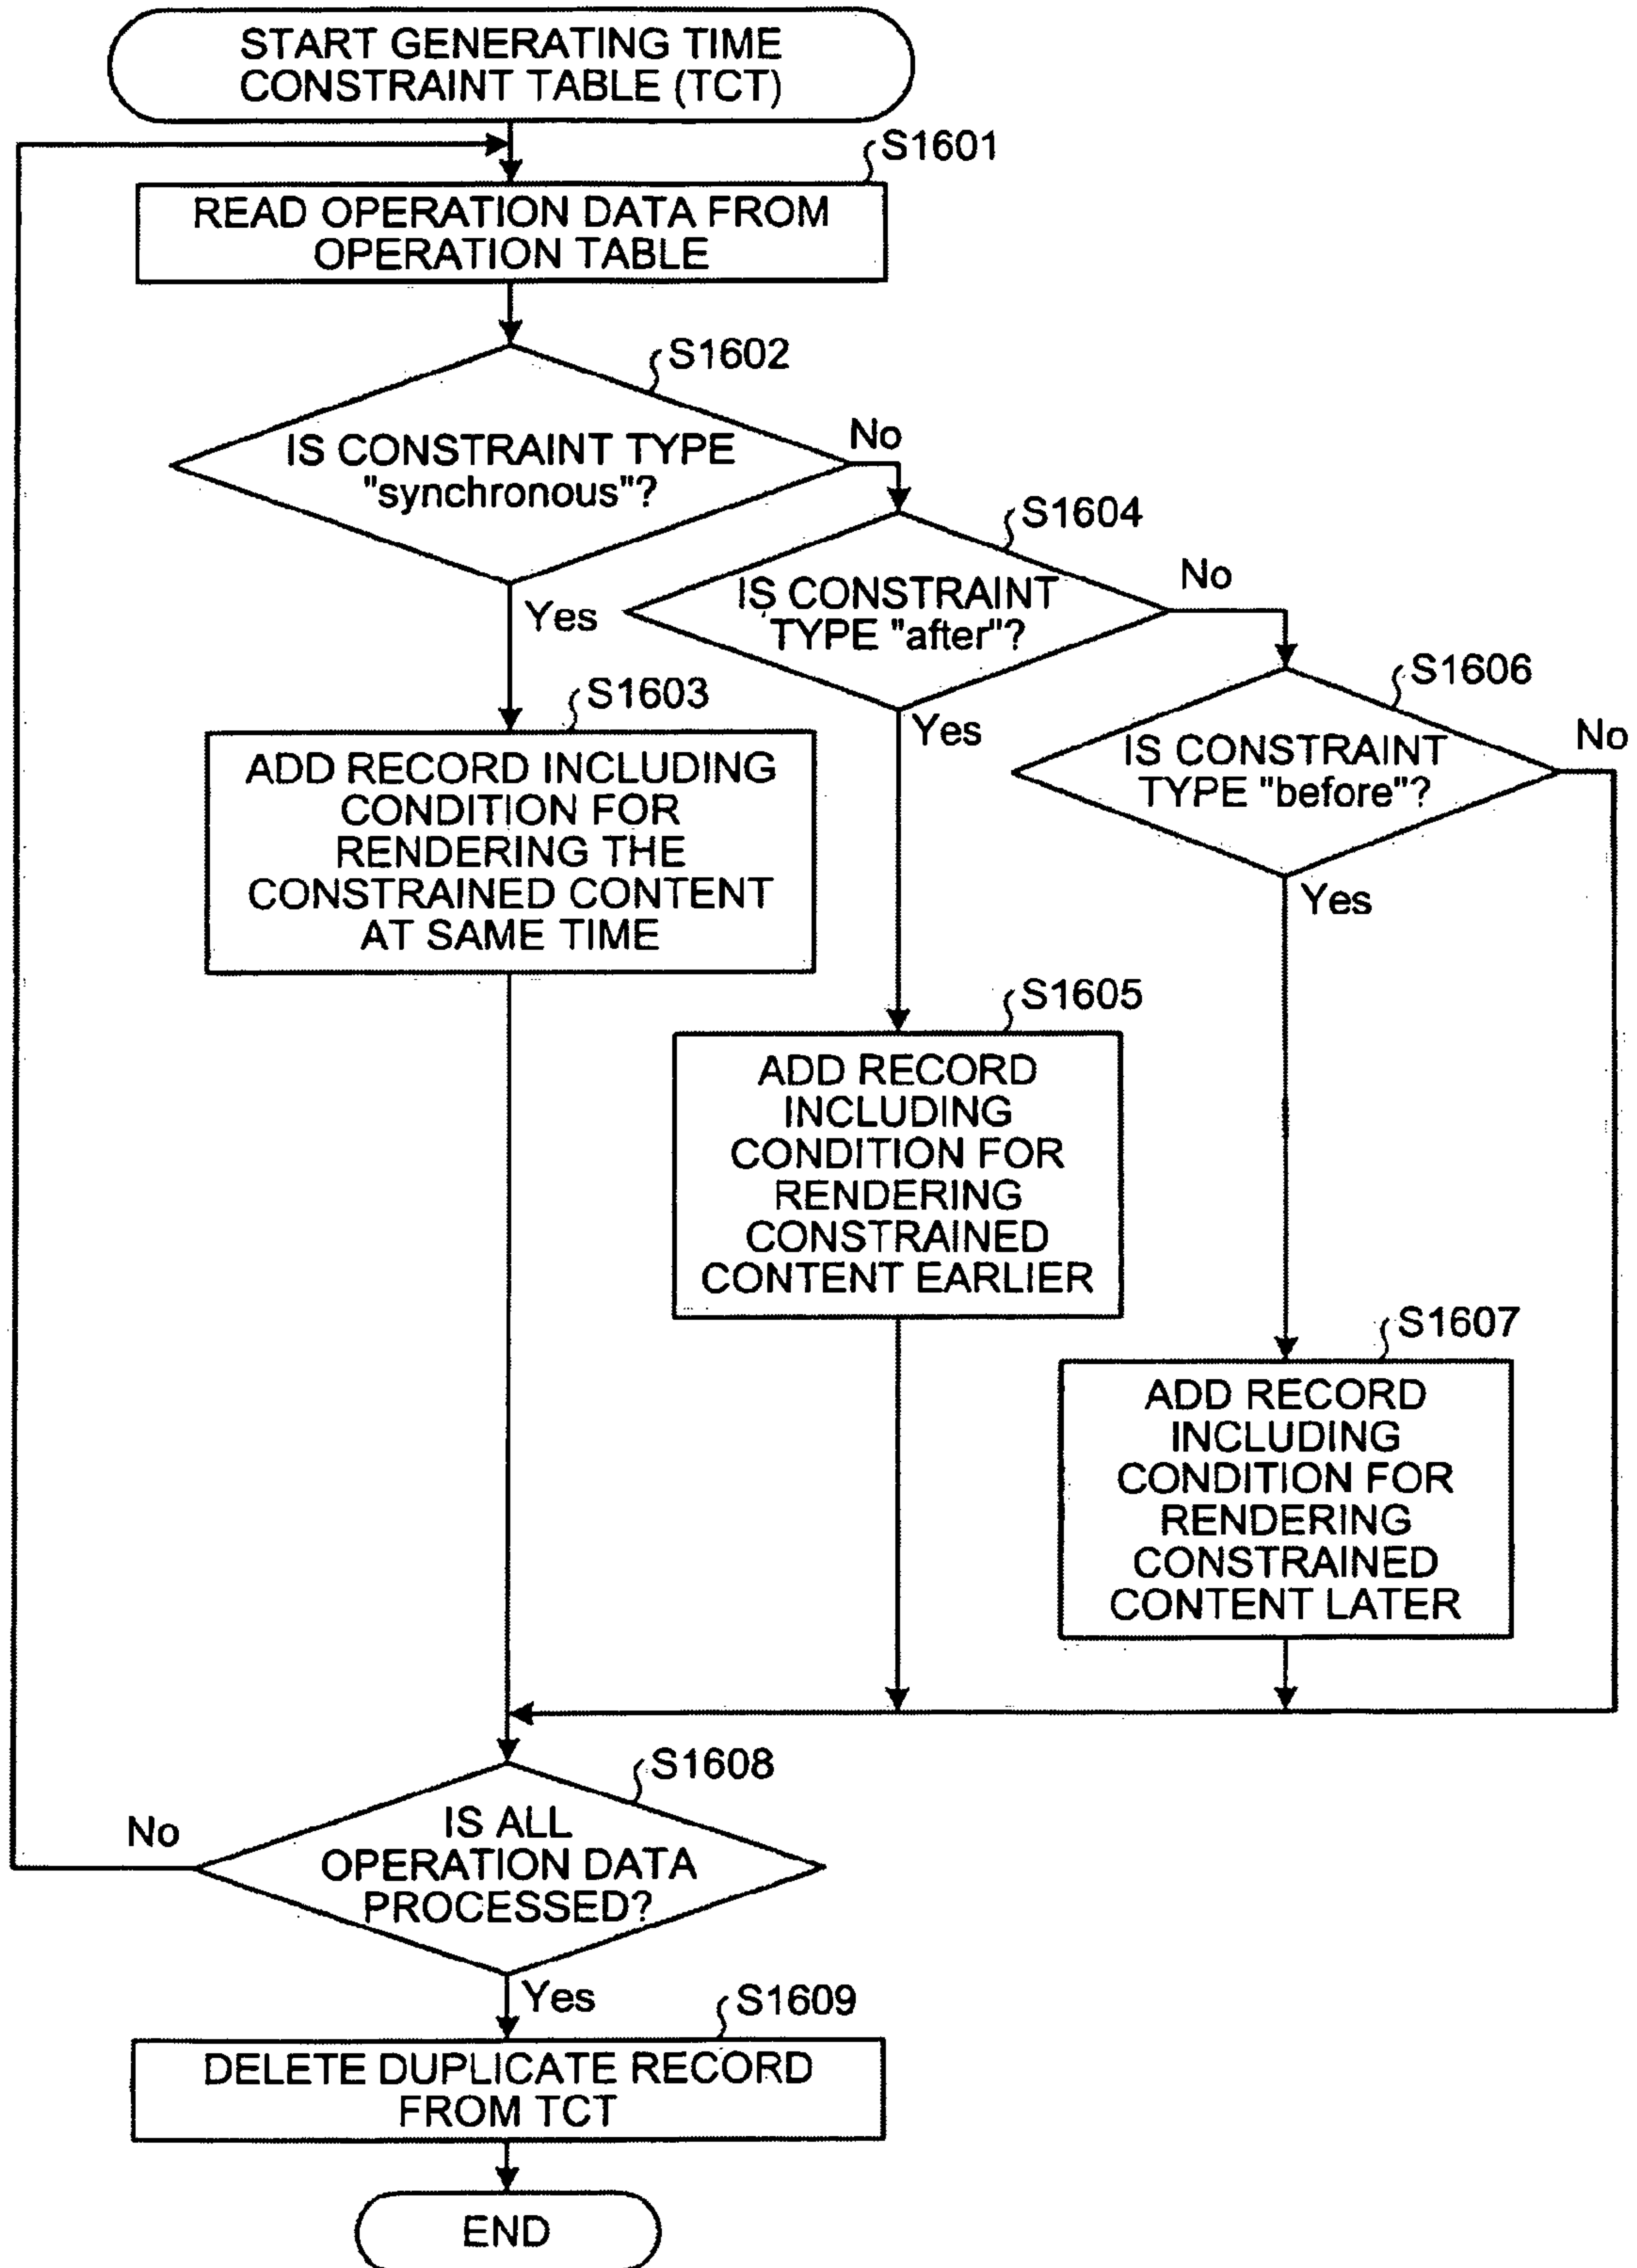 START GENERATING TIME
CONSTRAINT TABLE (TCT)
S1601
READ OPERATION DATA FROM
OPERATION TABLE
S1602
IS CONSTRAINT TYPE
"synchronous"?
No
Yes
S1604
IS CONSTRAINT
TYPE "after"?
No
Yes
S1606
IS CONSTRAINT
TYPE "before"?
No
Yes
S1603
ADD RECORD INCLUDING
CONDITION FOR
RENDERING THE
CONSTRAINED CONTENT
AT SAME TIME
S1605
ADD RECORD
INCLUDING
CONDITION FOR
RENDERING
CONSTRAINED
CONTENT EARLIER
S1607
ADD RECORD
INCLUDING
CONDITION FOR
RENDERING
CONSTRAINED
CONTENT LATER
S1608
IS ALL
OPERATION DATA
PROCESSED?
No
Yes
S1609
DELETE DUPLICATE RECORD
FROM TCT
END